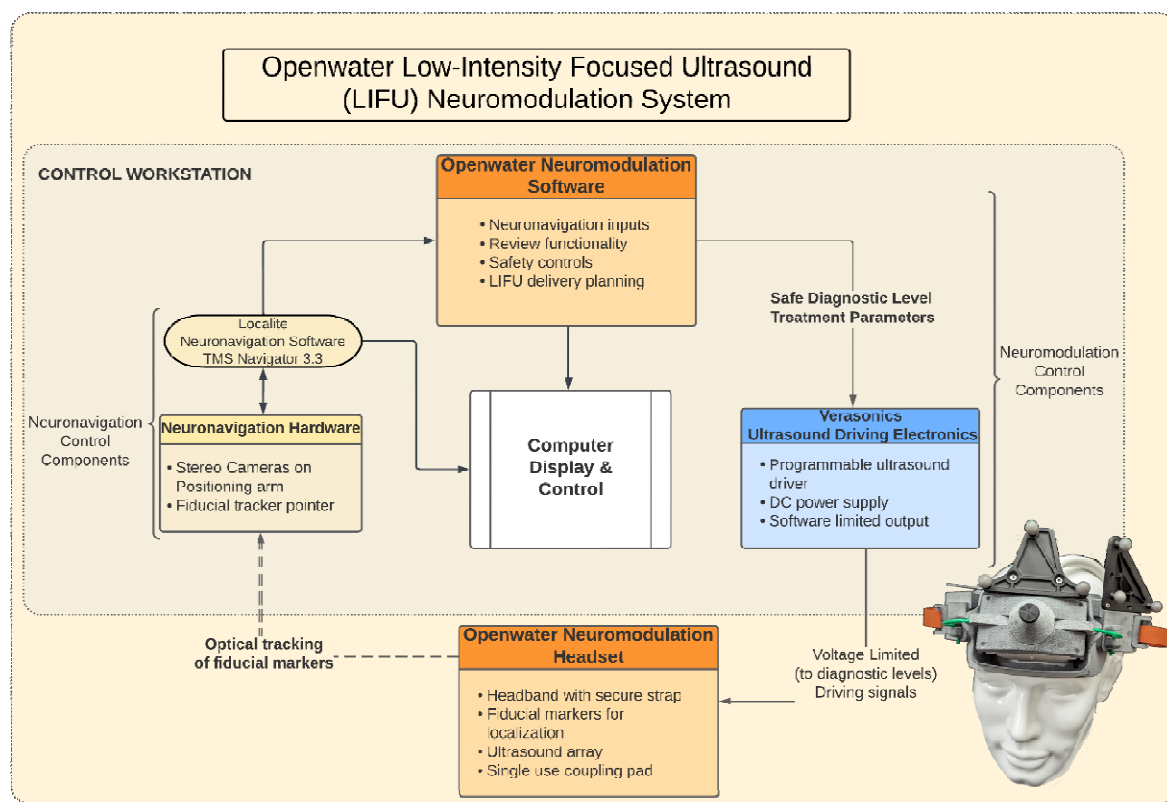 Openwater Low-Intensity Focused Ultrasound
(LIFU) Neuromodulation System
CONTROL WORKSTATION
Openwater Neuromodulation
Software
• Neuronavigation inputs
• Review functionality
• Safety controls
• LIFU delivery planning
Localite
Neuronavigation Software
TMS Navigator 3.3
Safe Diagnostic Level
Treatment Parameters
Neuromodulation
Control
Components
Neuronavigation
Control
Components
Neuronavigation Hardware
• Stereo Cameras on
Positioning arm
• Fiducial tracker pointer
Computer
Display &
Control
Verasonics
Ultrasound Driving Electronics
• Programmable ultrasound
driver
• DC power supply
• Software limited output
Optical tracking
of fiducial markers
Openwater Neuromodulation
Headset
• Headband with secure strap
• Fiducial markers for
localization
• Ultrasound array
• Single use coupling pad
Voltage Limited
(to diagnostic levels)
Driving signals